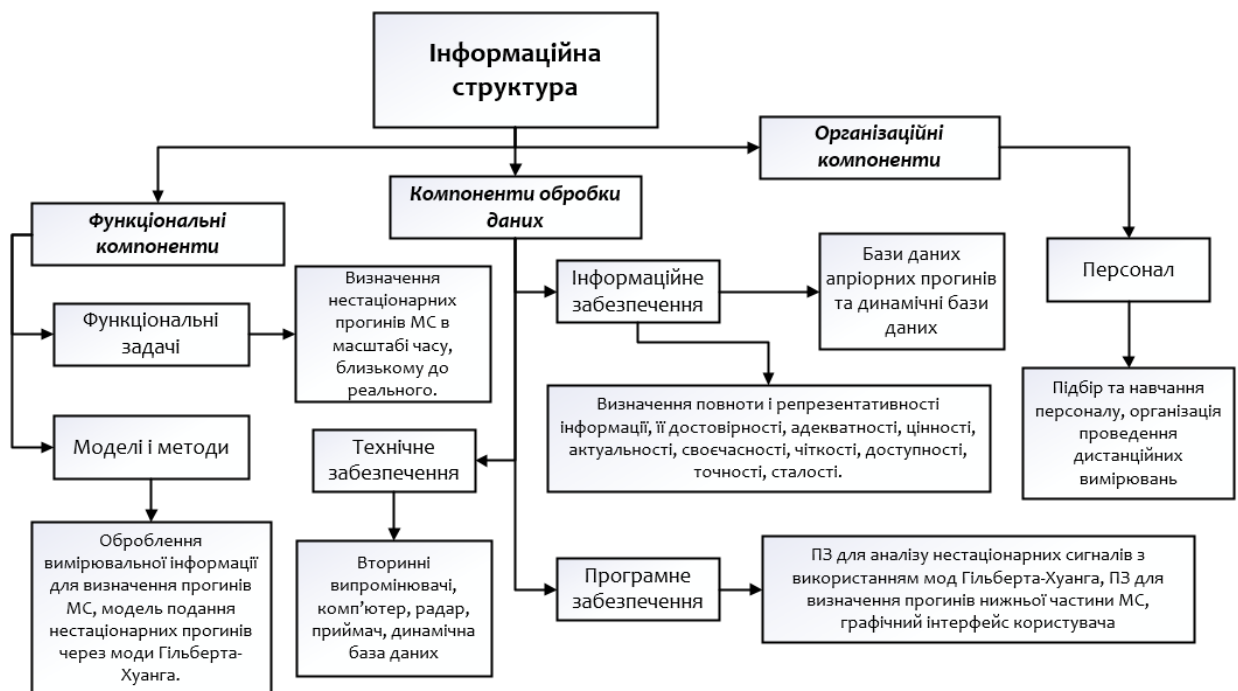 Інформаційна
структура
Організаційні
компоненти
Компоненти обробки
даних
Функціональні
компоненти
Персонал
Інформаційне
забезпечення
Бази даних
апріорних прогинів
та динамічні бази
даних
Функціональні
задачі
Визначення
нестаціонарних
прогинів МС в
масштабі часу,
близькому до
реального.
Підбір та навчання
персоналу, організація
проведення
дистанційних
вимірювань
Визначення повноти і репрезентативності
інформації, її достовірності, адекватності, цінності,
актуальності, своєчасності, чіткості, доступності,
точності, сталості.
Моделі і методи
Технічне
забезпечення
Оброблення
вимірювальної інформації
для визначення прогинів
МС, модель подання
нестаціонарних прогинів
через моди Гільберта-
Хуанга.
Вторинні
випромінювачі,
комп’ютер, радар,
приймач, динамічна
база даних
Програмне
забезпечення
ПЗ для аналізу нестаціонарних сигналів з
використанням мод Гільберта-Хуанга, ПЗ для
визначення прогинів нижньої частини МС,
графічний інтерфейс користувача